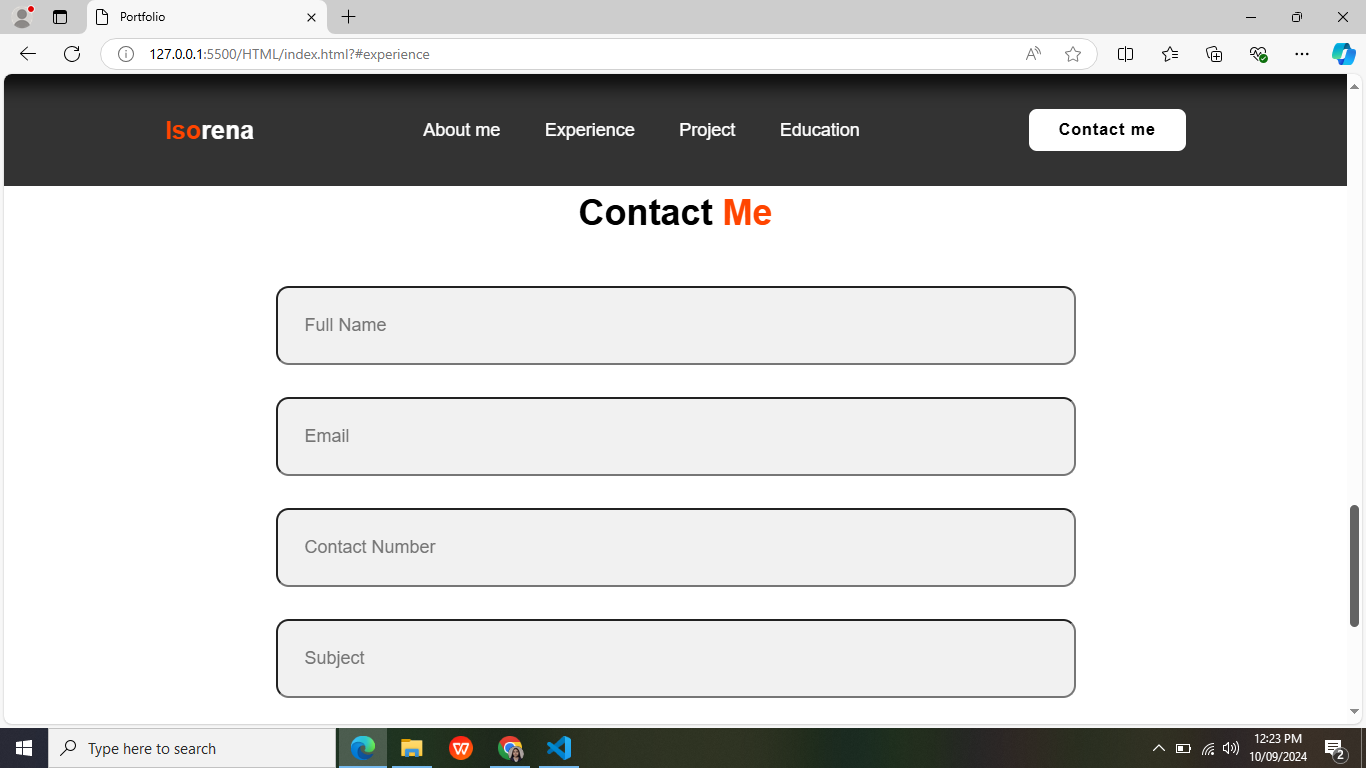 Portfolio
127.0.0.1:5500/HTML/index.html?#experience
Isorena
About me
Experience
Project
Education
Contact me
Contact Me
Full Name
Email
Contact Number
Subject
Type here to search
12:23 PM
10/09/2024
2